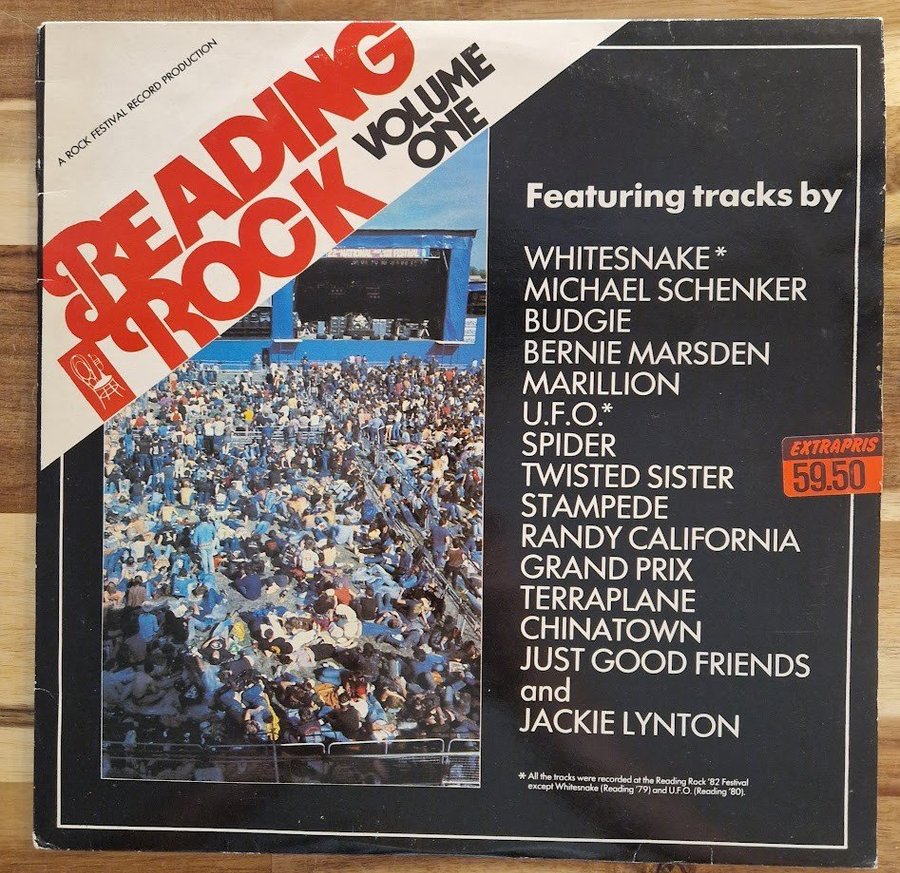 A ROCK FESTIVAL RECORD PRODUCTION
READING
ROCK
VOLUME
ONE
NATIONAL FESTIVAL
Featuring tracks by
WHITESNAKE*
MICHAEL SCHENKER
BUDGIE
BERNIE MARSDEN
MARILLION
U.F.O.*
SPIDER
TWISTED SISTER
STAMPEDE
RANDY CALIFORNIA
GRAND PRIX
TERRAPLANE
CHINATOWN
JUST GOOD FRIENDS
and
JACKIE LYNTON
EXTRAPRIS
59.50
* All the tracks were recorded at the Reading Rock '82 Festival
except Whitesnake (Reading '79) and U.F.O. (Reading '80).